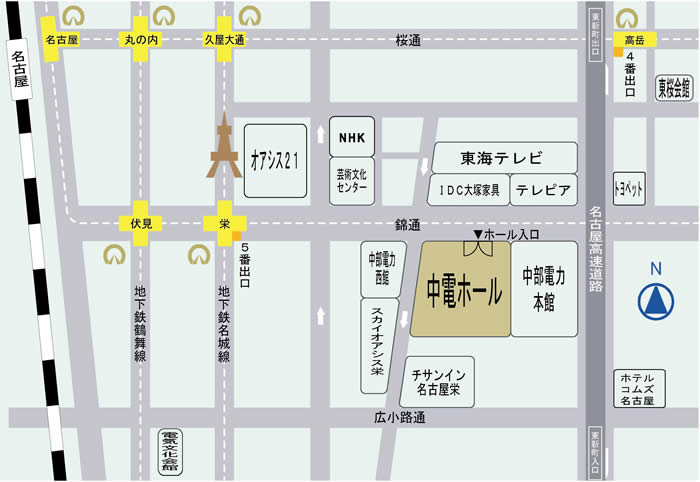 名古屋
丸の内
久屋大通
桜通
東新町出口
高岳
名古屋
4番出口
東桜会館
オアシス21
NHK
芸術文化
センター
東海テレビ
IDC大塚家具
テレピア
トヨペット
伏見
栄
錦通
▼ホール入口
名古屋高速道路
5番出口
中部電力
西館
中電ホール
中部電力
本館
N
地下鉄鶴舞線
地下鉄名城線
スカイオアシス栄
チサンイン
名古屋栄
ホテル
コムズ
名古屋
広小路通
電気文化会館
東新町入口